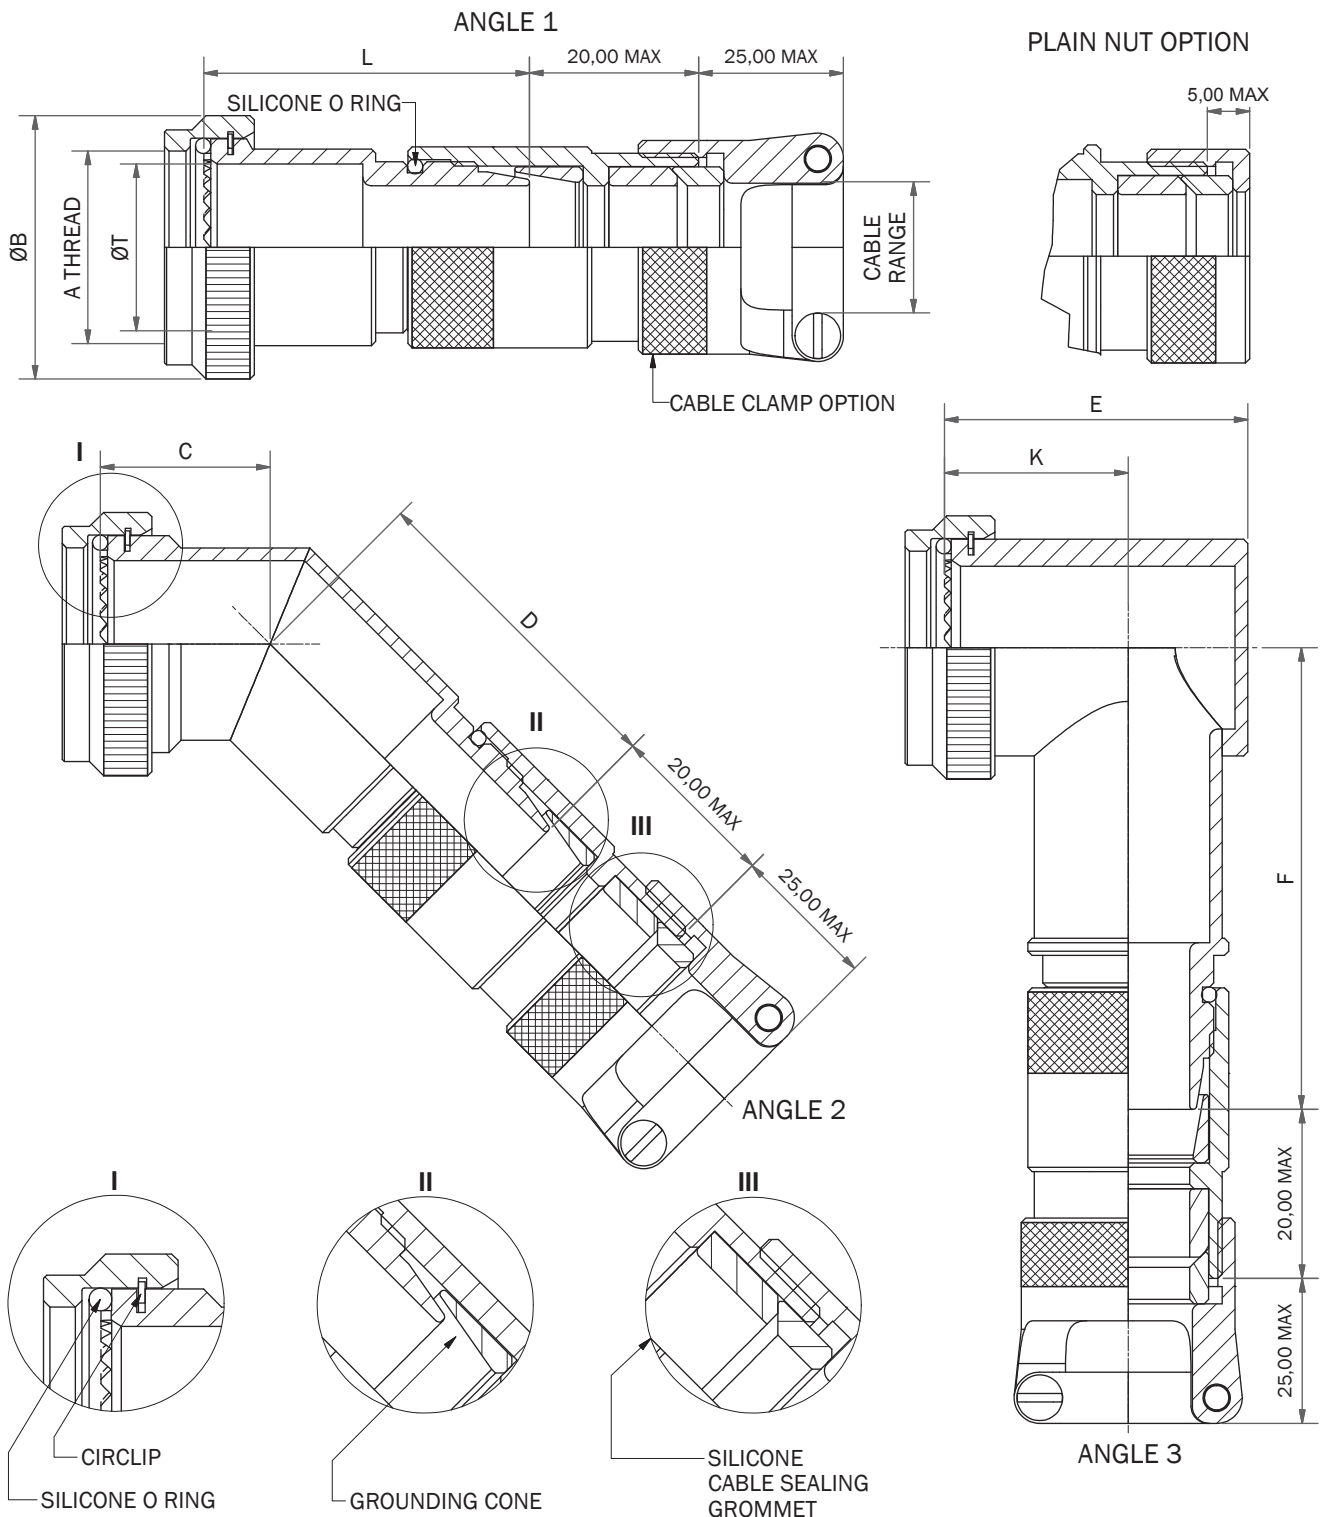 ANGLE 1
PLAIN NUT OPTION
L
20,00 MAX
25,00 MAX
5,00 MAX
SILICONE O RING
ØB
A THREAD
ØT
CABLE
RANGE
CABLE CLAMP OPTION
E
K
I
C
D
II
20,00 MAX
III
25,00 MAX
F
ANGLE 2
20,00 MAX
25,00 MAX
ANGLE 3
I
II
III
CIRCLIP
SILICONE O RING
GROUNDING CONE
SILICONE
CABLE SEALING
GROMMET